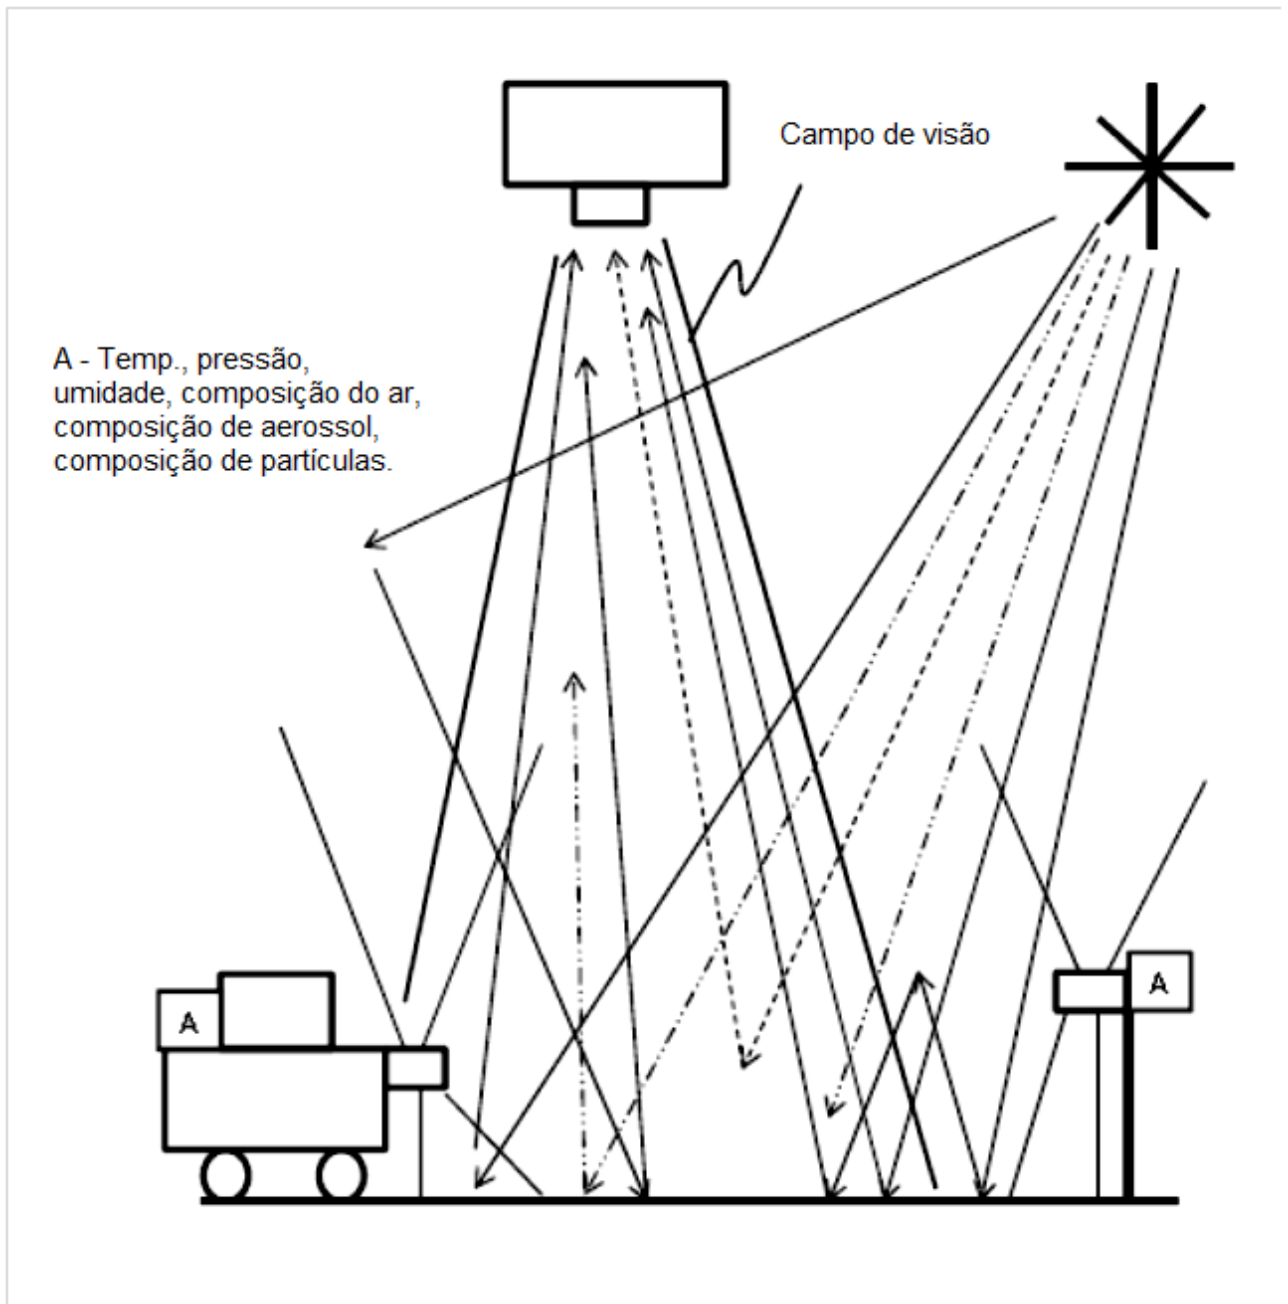 Campo de visão
A - Temp., pressão,
umidade, composição do ar,
composição de aerossol,
composição de partículas.
A
A